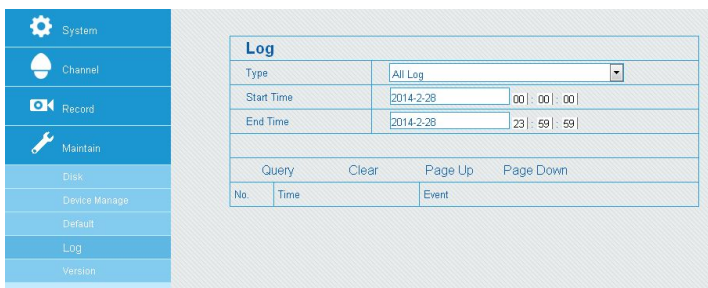 System
Channel
Record
Maintain
Disk
Device Manage
Default
Log
Version
Log
Type All Log
Start Time 2014-2-28 00 : 00 : 00
End Time 2014-2-28 23 : 59 : 59
Query Clear Page Up Page Down
No. Time Event